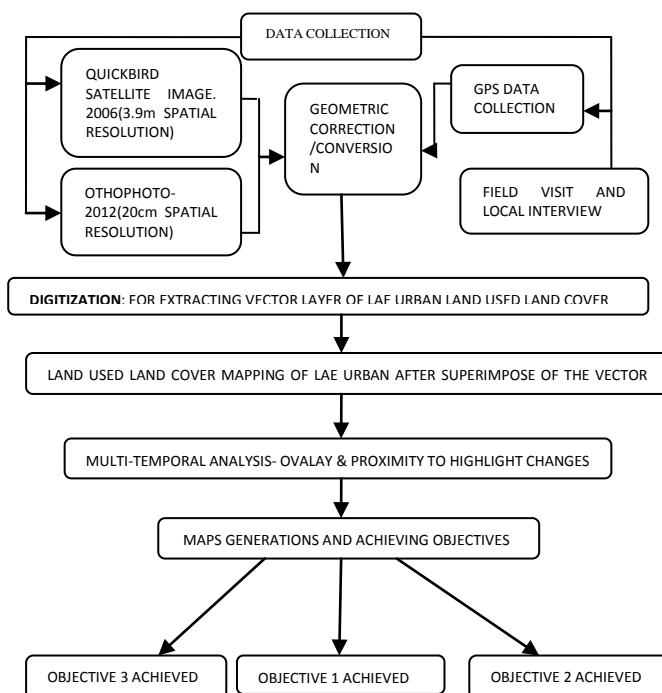 DATA COLLECTION
QUICKBIRD
SATELLITE IMAGE.
2006(3.9m SPATIAL
RESOLUTION)
OTHOPHOTO-
2012(20cm SPATIAL
RESOLUTION)
GEOMETRIC
CORRECTION
/CONVERSIO
N
GPS DATA
COLLECTION
FIELD VISIT AND
LOCAL INTERVIEW
DIGITIZATION: FOR EXTRACTING VECTOR LAYER OF LAE URBAN LAND USED LAND COVER
LAND USED LAND COVER MAPPING OF LAE URBAN AFTER SUPERIMPOSE OF THE VECTOR
MULTI-TEMPORAL ANALYSIS- OVALAY & PROXIMITY TO HIGHLIGHT CHANGES
MAPS GENERATIONS AND ACHIEVING OBJECTIVES
OBJECTIVE 3 ACHIEVED
OBJECTIVE 1 ACHIEVED
OBJECTIVE 2 ACHIEVED